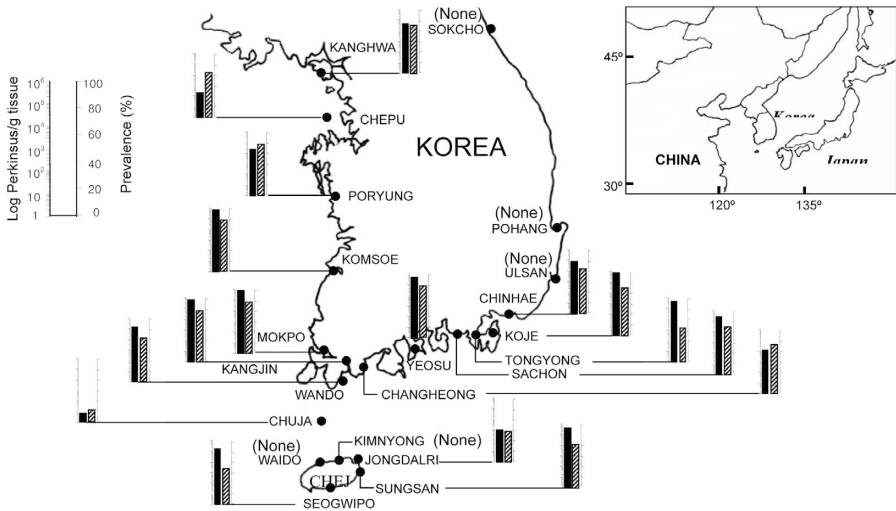 (None)
SOKCHO
KANGHWA
CHEPU
Log Perkinsus/g tissue
10⁶
10⁵
10⁴
10³
10²
10
1
100
80
60
40
20
0
Prevalence (%)
KOREA
45º
30º
120º
135º
CHINA
Korea
Japan
PORYUNG
(None)
POHANG
KOMSOE
(None)
ULSAN
CHINHAE
MOKPO
KOJE
KANGJIN
YEOSU
TONGYONG
SACHON
WANDO
CHANGHEONG
CHUJA
(None)
WAIDO
KIMNYONG
(None)
JONGDALRI
CHEJ
SUNGSAN
SEOGWIPO